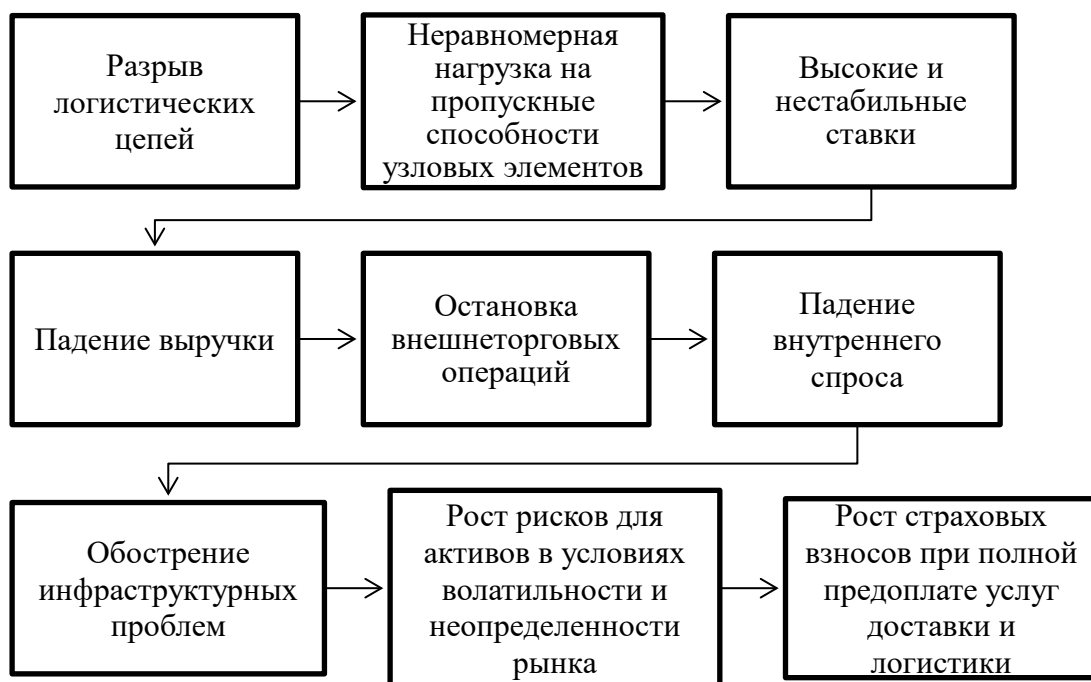 Разрыв
логистических
цепей
Неравномерная
нагрузка на
пропускные
способности
узловых элементов
Высокие и
нестабильные
ставки
Падение выручки
Остановка
внешнеторговых
операций
Падение
внутреннего
спроса
Обострение
инфраструктурных
проблем
Рост рисков для
активов в условиях
волатильности и
неопределенности
рынка
Рост страховых
взносов при полной
предоплате услуг
доставки и
логистики